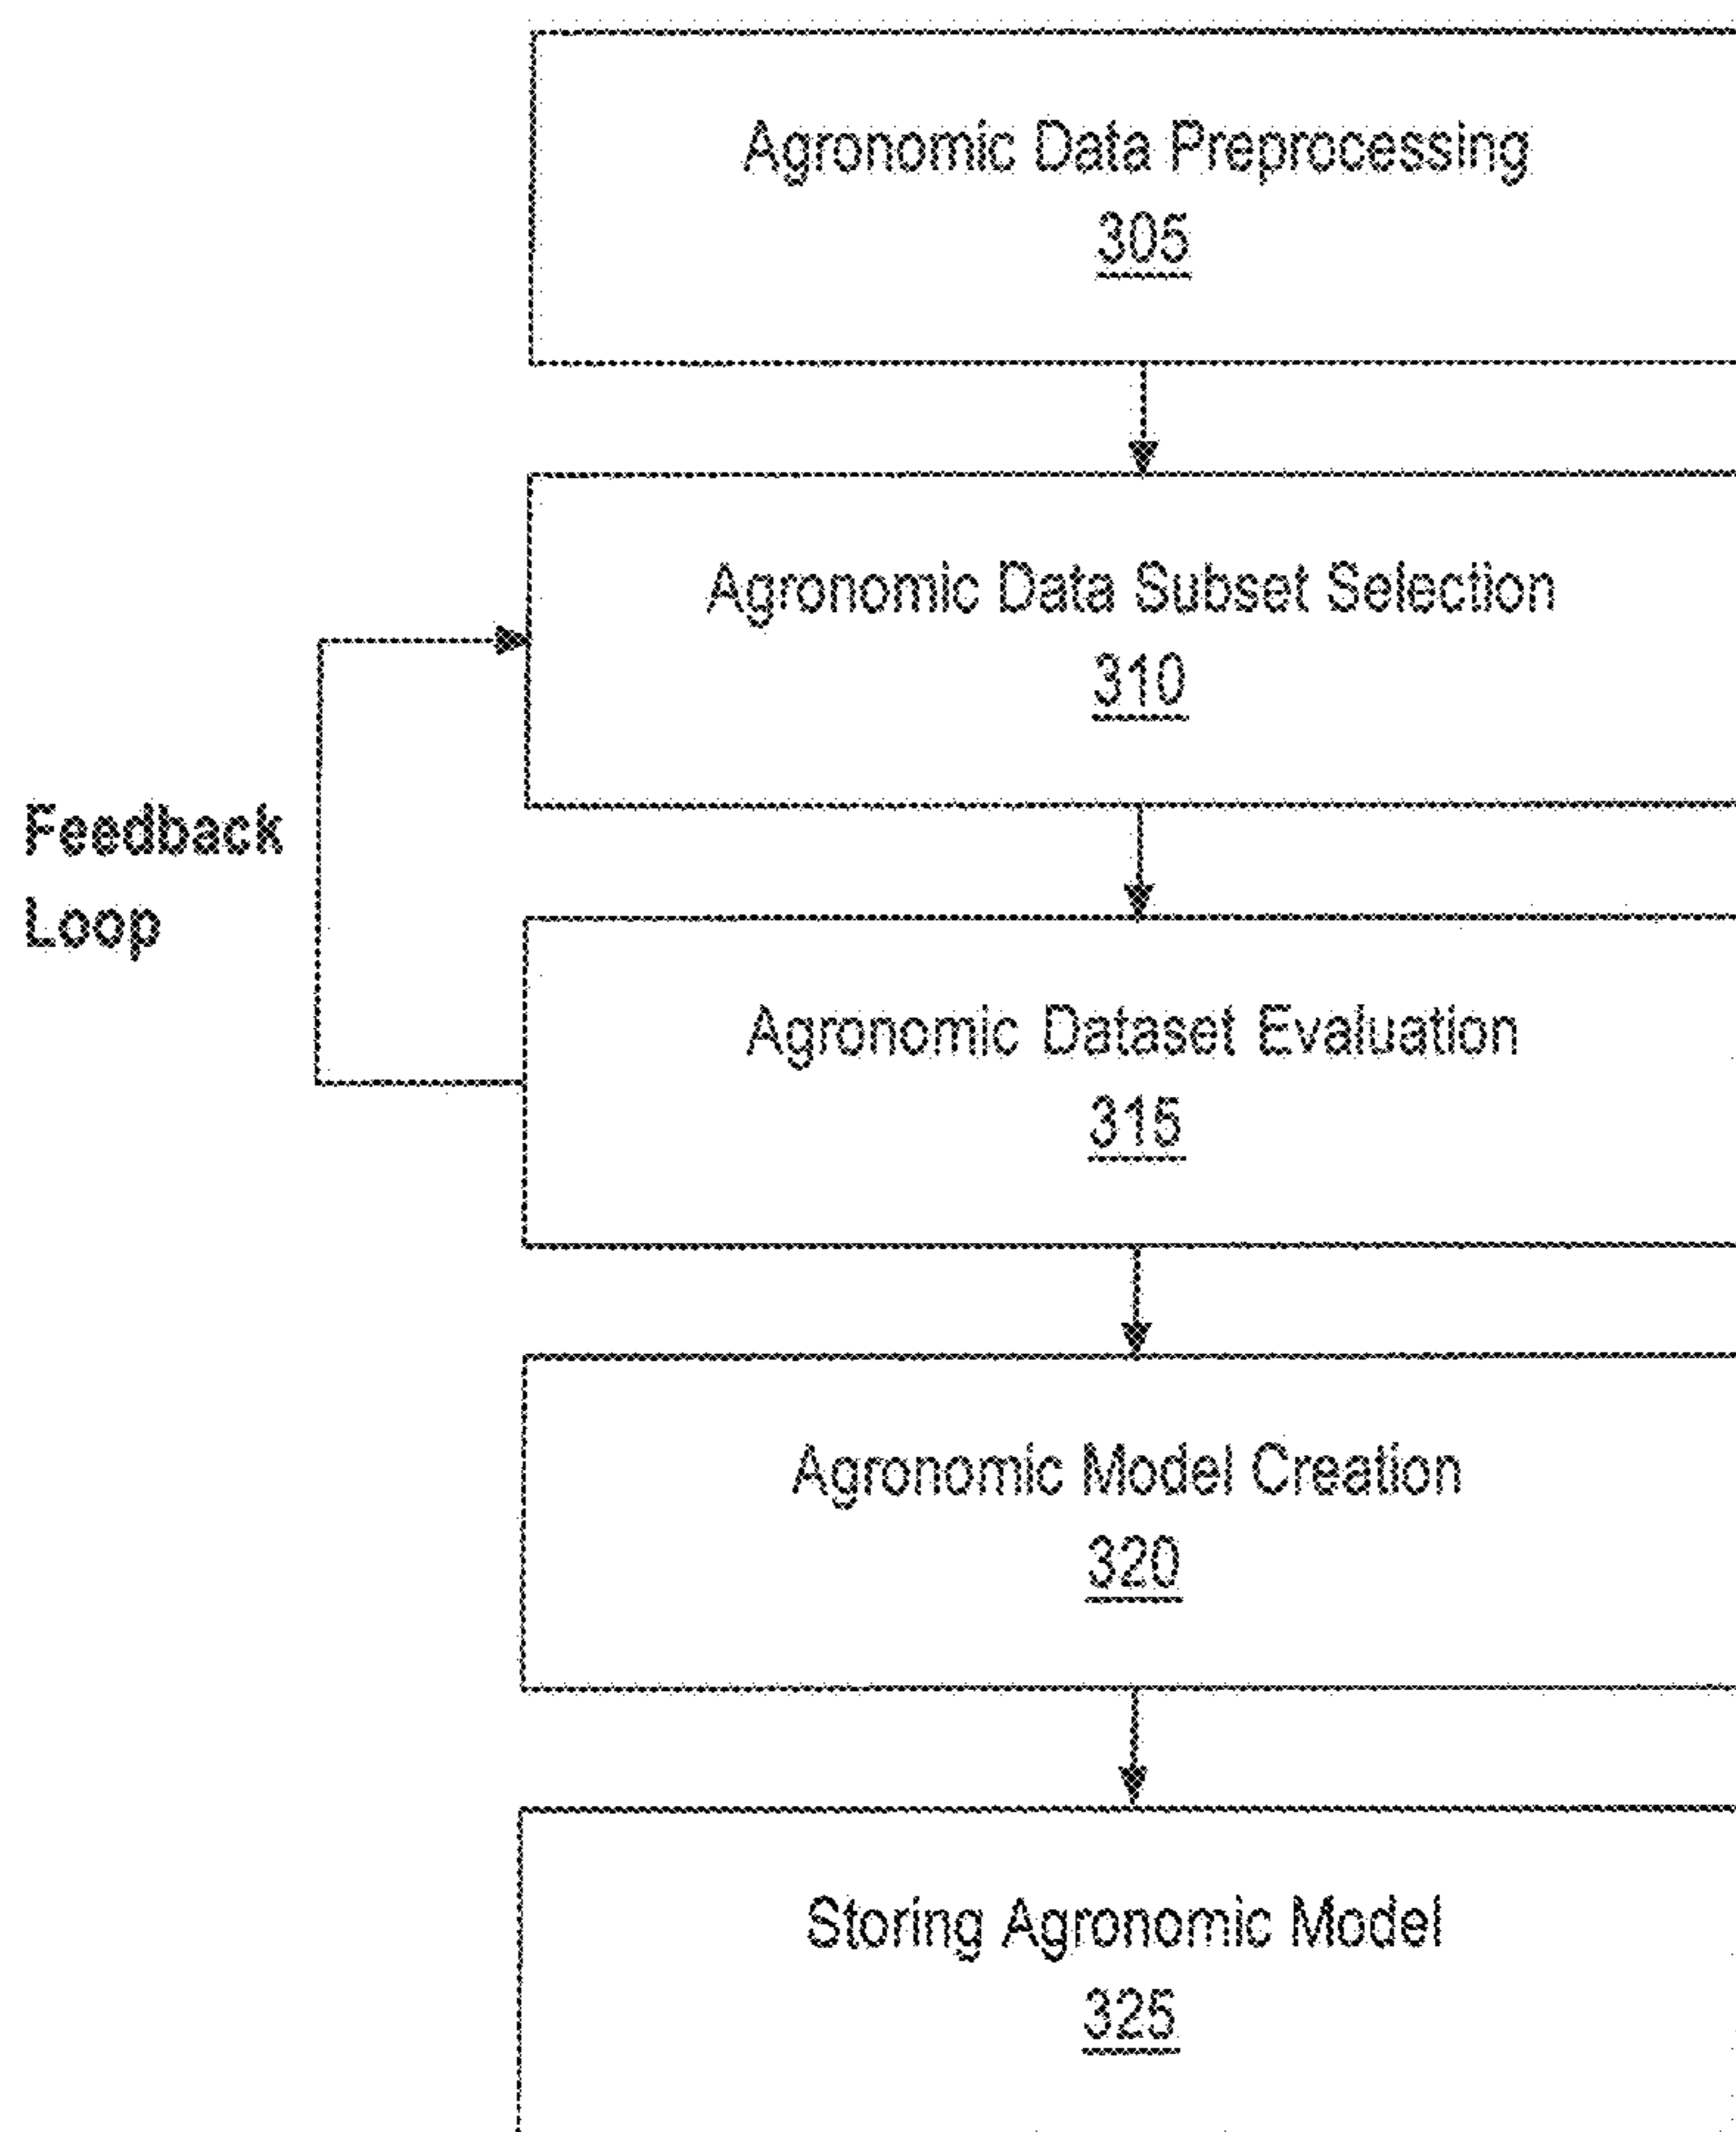 Agronomic Data Preprocessing
305
Agronomic Data Subset Selection
310
Feedback
Loop
Agronomic Dataset Evaluation
315
Agronomic Model Creation
320
Storing Agronomic Model
325